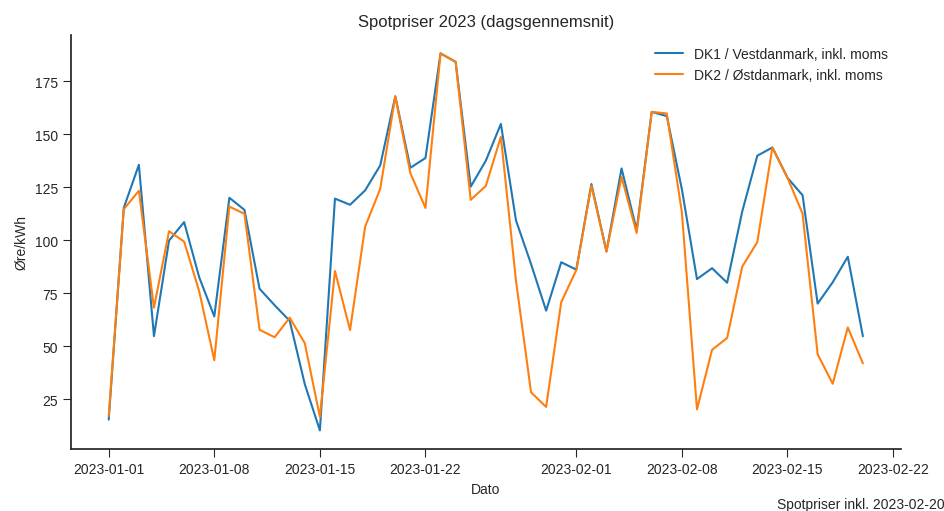 Spotpriser 2023 (dagsgennemsnit)
DK1 / Vestdanmark, inkl. moms
DK2 / Østdanmark, inkl. moms
Øre/kWh
175
150
125
100
75
50
25
2023-01-01
2023-01-08
2023-01-15
2023-01-22
2023-02-01
2023-02-08
2023-02-15
2023-02-22
Dato
Spotpriser inkl. 2023-02-20